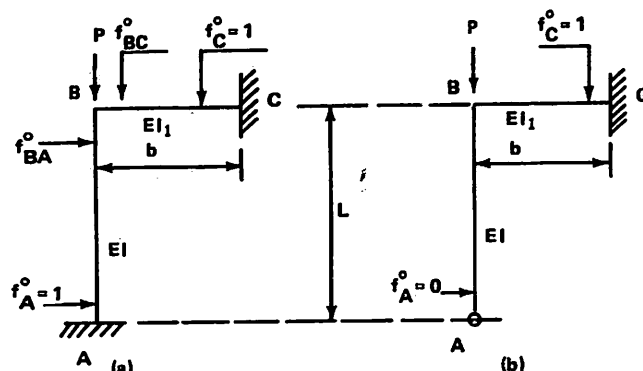 P f°BC f°C=1
B C
EI1
f°BA b
EI
f°A=1
A (a)
L
P f°C=1
B C
EI1
b
EI
f°A=0
A (b)